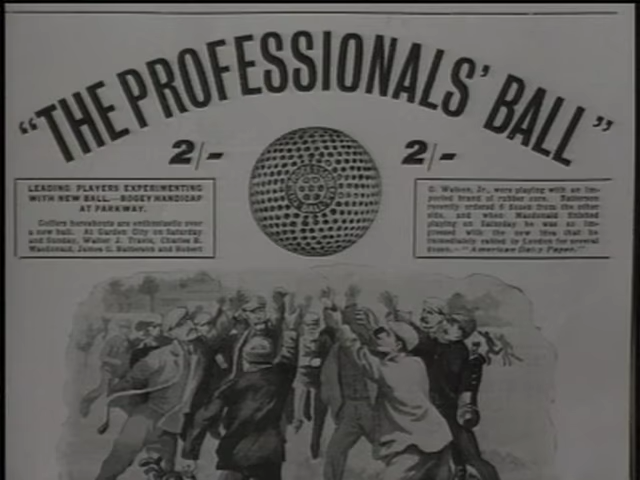 "THE PROFESSIONALS' BALL"
2/- 2/-
LEADING PLAYERS EXPERIMENTING
WITH NEW BALL.—BOGEY HANDICAP
AT PARKWAY.
Golfers hereabouts are enthusiastic over
a new ball. At Garden City on Saturday
and Sunday, Walter J. Travis, Charles B.
Macdonald, James C. Batterson and Robert
C. Watson, Jr., were playing with an im-
ported brand of rubber core. Batterson
recently ordered 6 dozen from the other
side, and when Macdonald finished
playing on Saturday he was so im-
pressed with the new idea that he
immediately cabled to London for several
dozen.—"American Daily Paper."